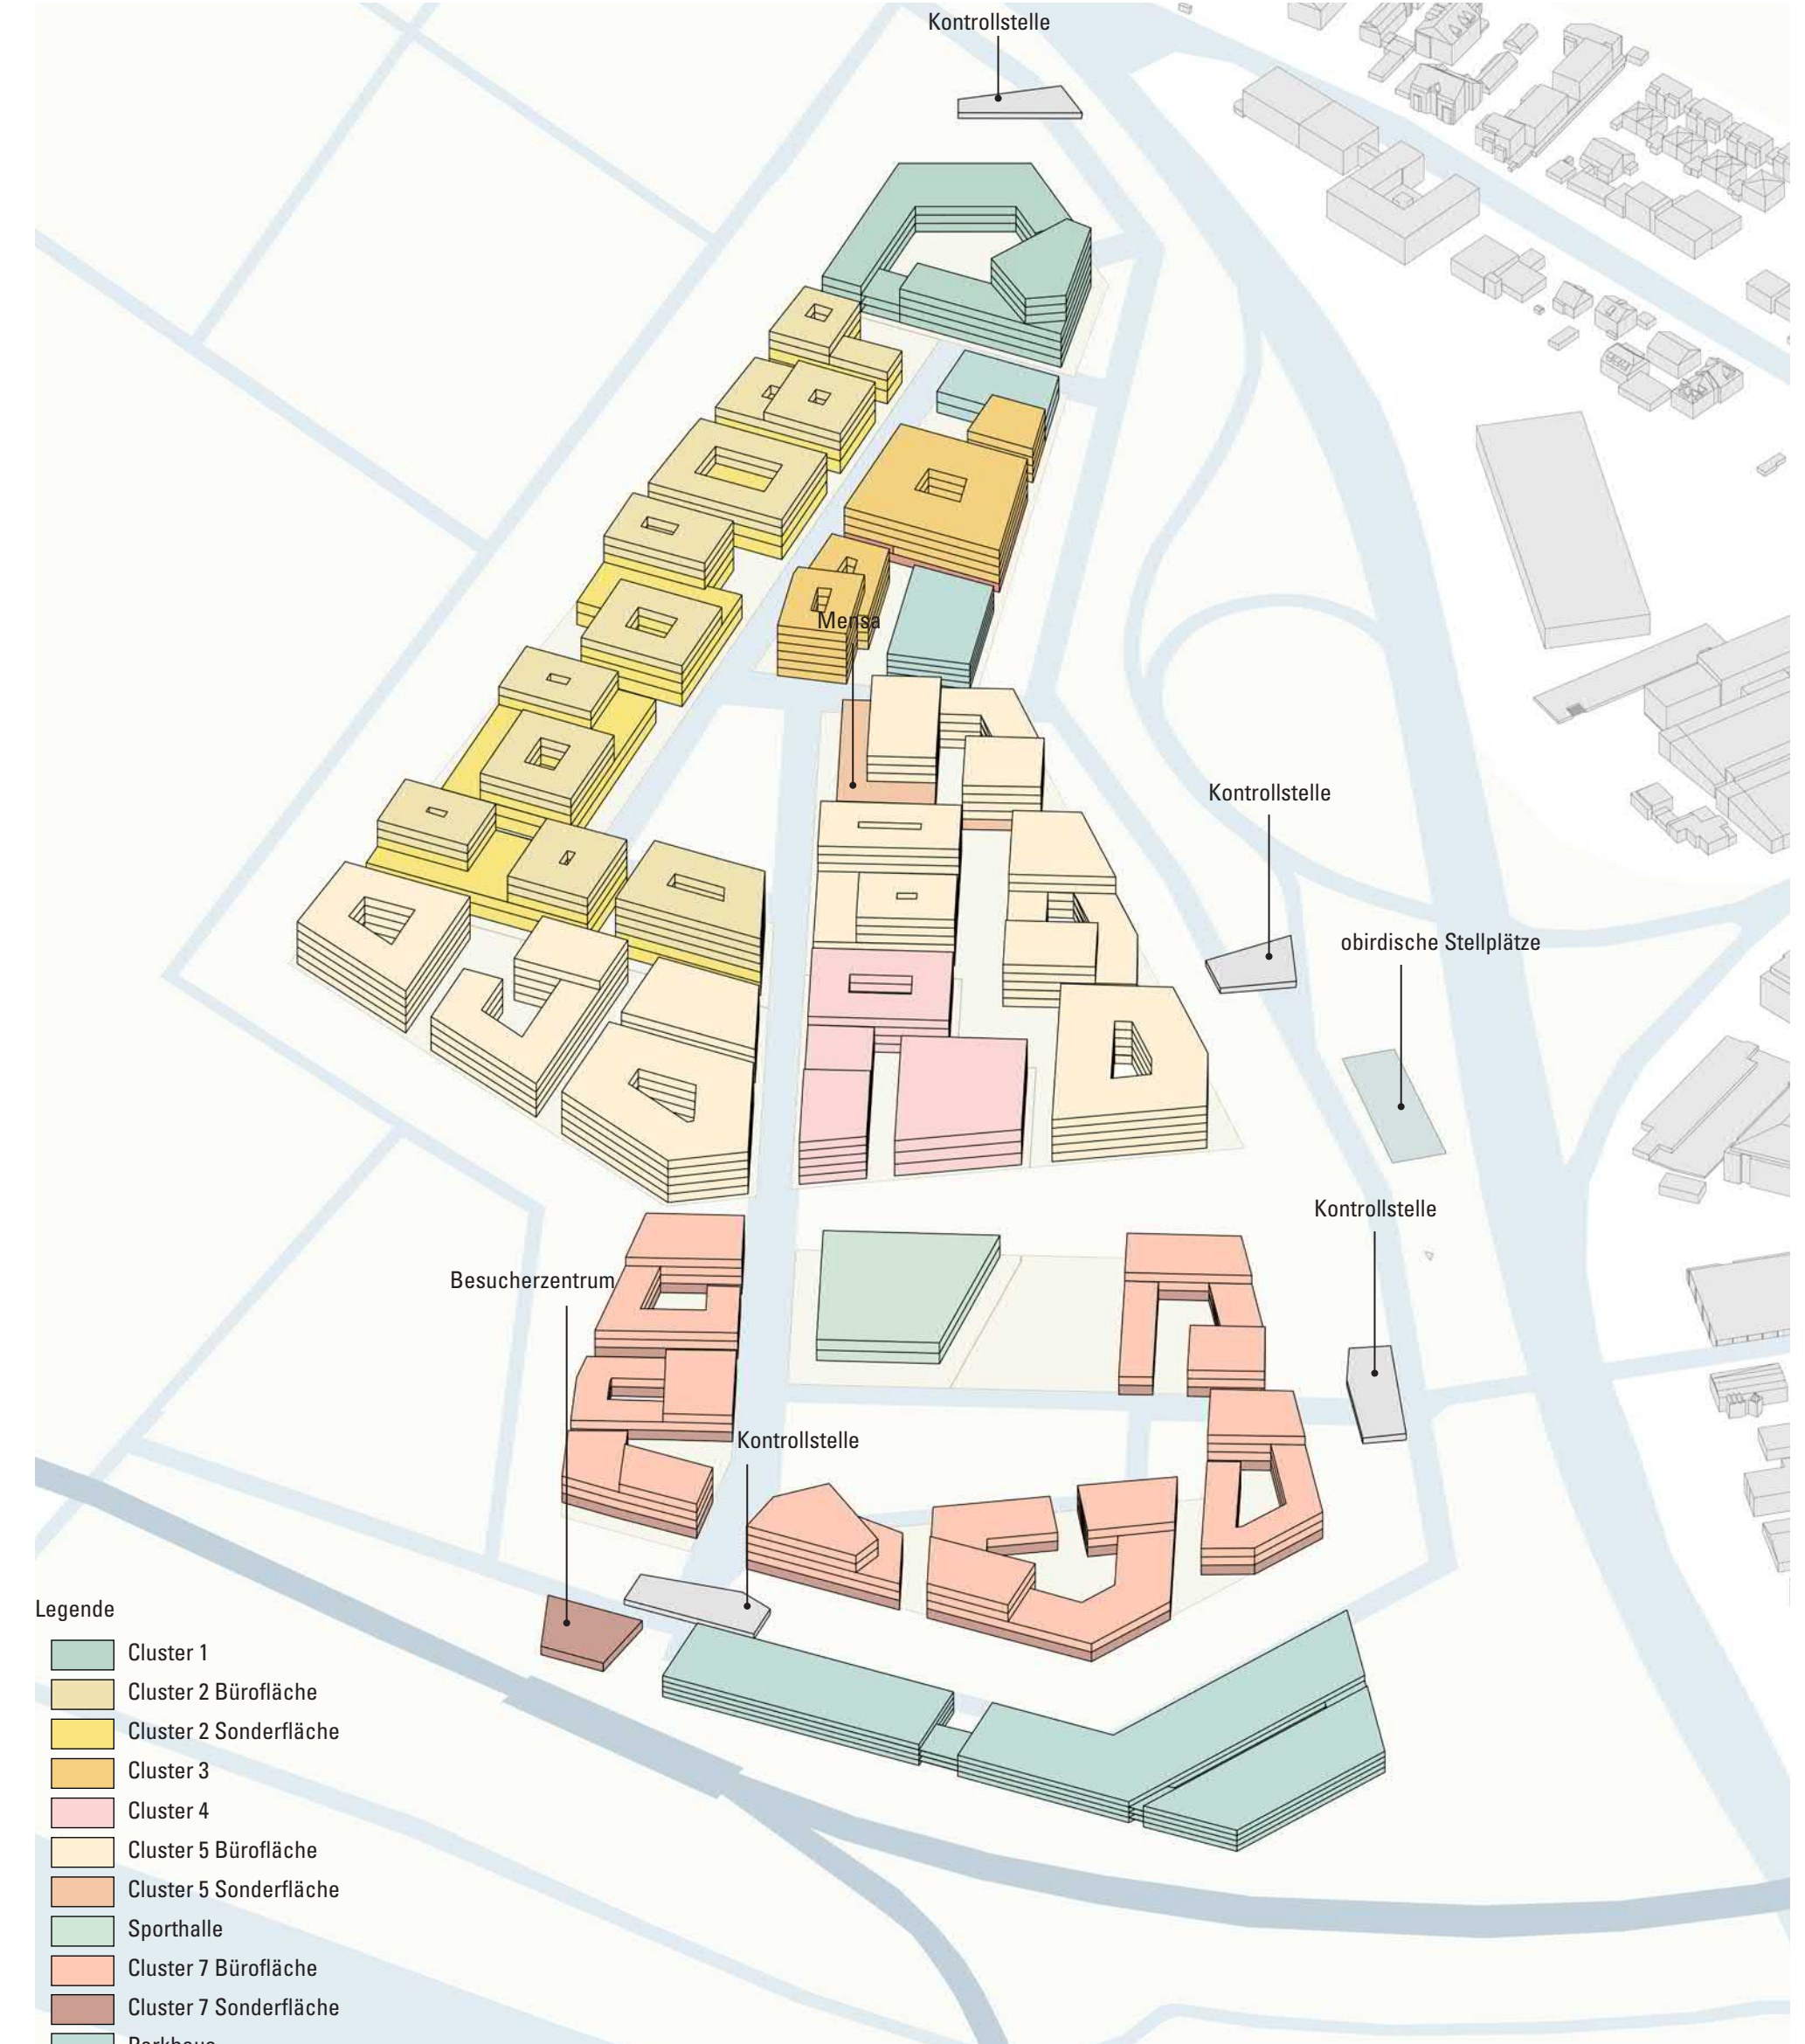 Kontrollstelle
Mensa
Kontrollstelle
obirdische Stellplätze
Kontrollstelle
Besucherzentrum
Kontrollstelle
Legende
Cluster 1
Cluster 2 Bürofläche
Cluster 2 Sonderfläche
Cluster 3
Cluster 4
Cluster 5 Bürofläche
Cluster 5 Sonderfläche
Sporthalle
Cluster 7 Bürofläche
Cluster 7 Sonderfläche
Parkhaus